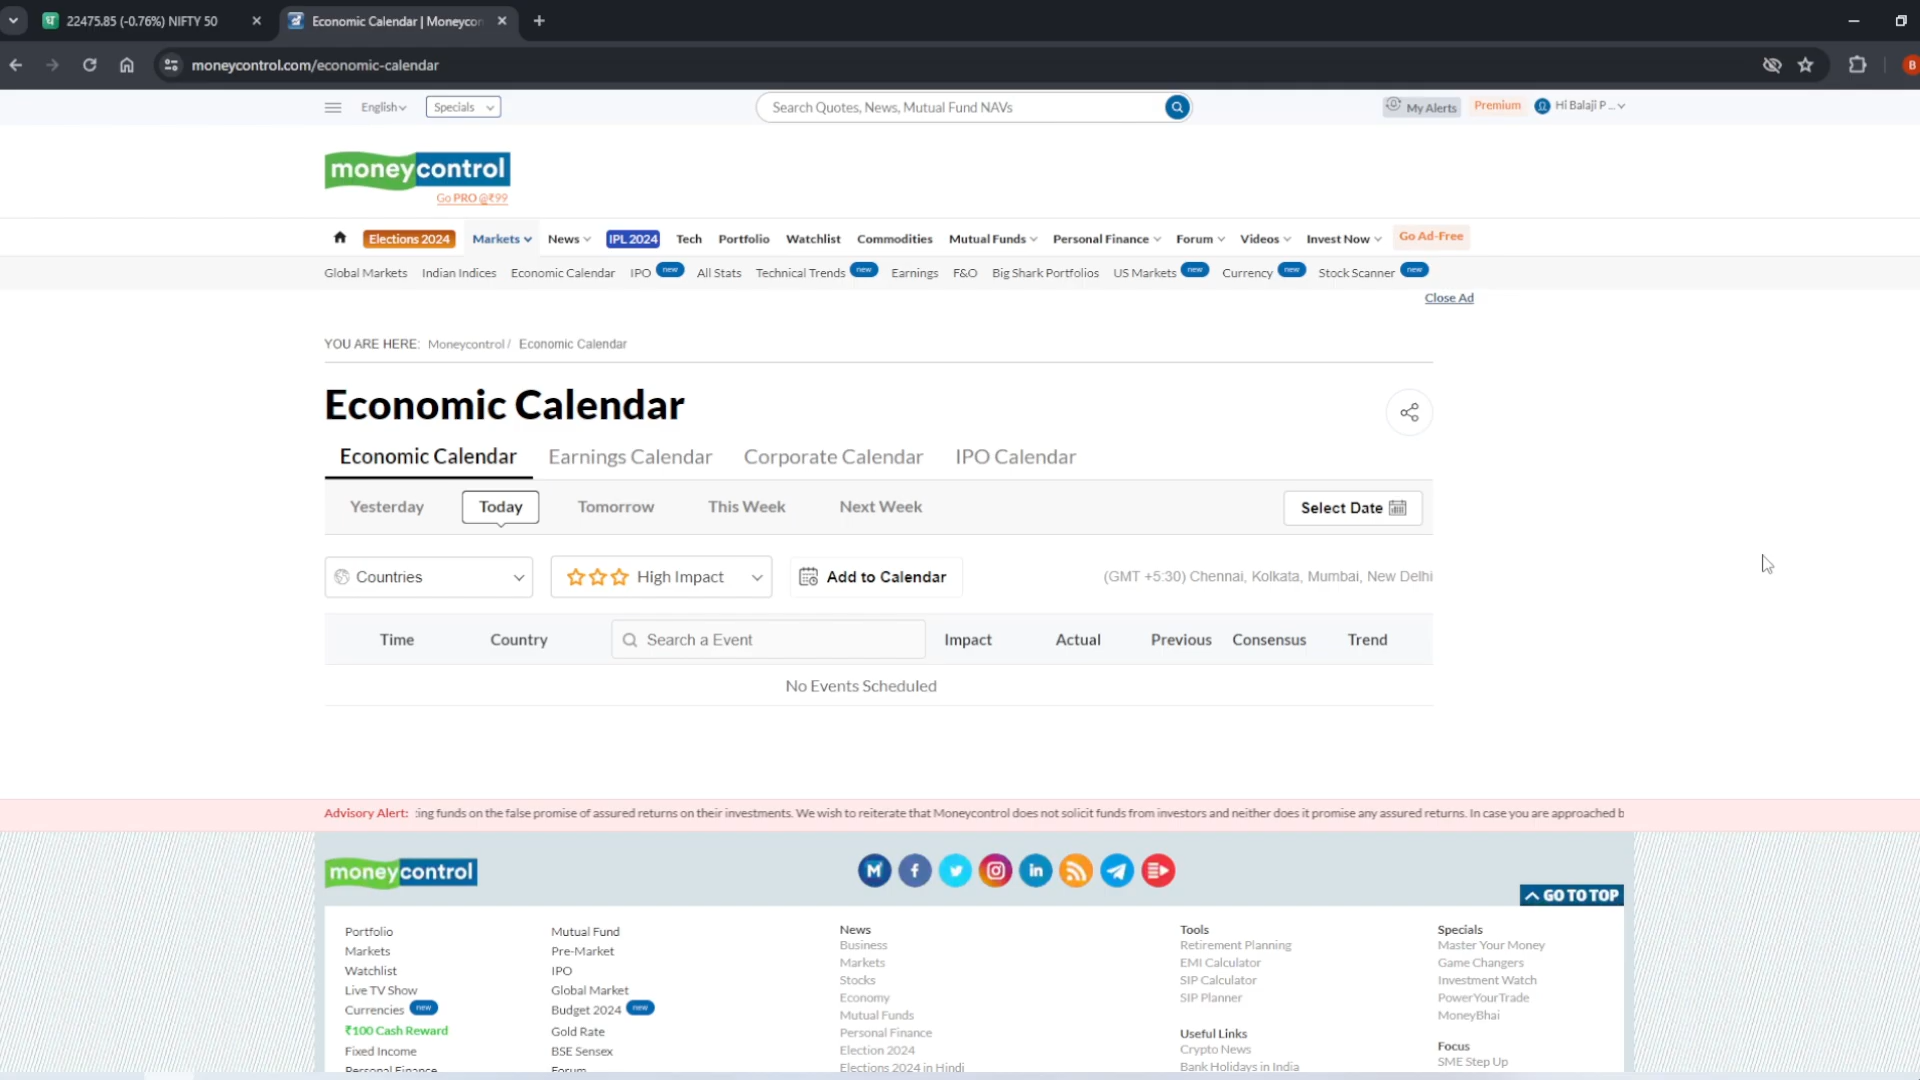 22475.85 (-0.76%) NIFTY 50
Economic Calendar | Moneycon
moneycontrol.com/economic-calendar
B
English
Specials
Search Quotes, News, Mutual Fund NAVs
My Alerts
Premium
Hi Balaji P ...
moneycontrol
Go PRO @₹99
Elections 2024 Markets News IPL 2024 Tech Portfolio Watchlist Commodities Mutual Funds Personal Finance Forum Videos Invest Now Go Ad-Free
Global Markets Indian Indices Economic Calendar IPO new All Stats Technical Trends new Earnings F&O Big Shark Portfolios US Markets new Currency new Stock Scanner new
Close Ad
YOU ARE HERE: Moneycontrol / Economic Calendar
Economic Calendar
Economic Calendar Earnings Calendar Corporate Calendar IPO Calendar
Yesterday Today Tomorrow This Week Next Week Select Date
Countries High Impact Add to Calendar (GMT +5:30) Chennai, Kolkata, Mumbai, New Delhi
Time Country Search a Event Impact Actual Previous Consensus Trend
No Events Scheduled
Advisory Alert: :ing funds on the false promise of assured returns on their investments. We wish to reiterate that Moneycontrol does not solicit funds from investors and neither does it promise any assured returns. In case you are approached b
moneycontrol
GO TO TOP
Portfolio
Markets
Watchlist
Live TV Show
Currencies new
₹100 Cash Reward
Fixed Income
Personal Finance
Mutual Fund
Pre-Market
IPO
Global Market
Budget 2024 new
Gold Rate
BSE Sensex
Forum
News
Business
Markets
Stocks
Economy
Mutual Funds
Personal Finance
Election 2024
Elections 2024 in Hindi
Tools
Retirement Planning
EMI Calculator
SIP Calculator
SIP Planner
Useful Links
Crypto News
Bank Holidays in India
Specials
Master Your Money
Game Changers
Investment Watch
PowerYourTrade
MoneyBhai
Focus
SME Step Up